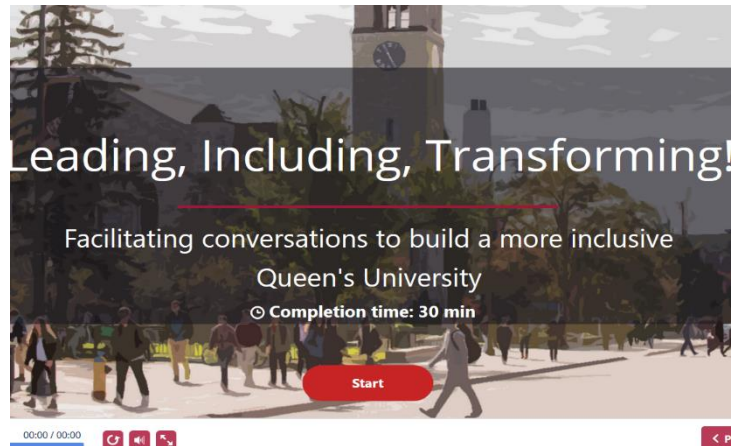 Leading, Including, Transforming!
Facilitating conversations to build a more inclusive
Queen's University
Completion time: 30 min
Start
00:00 / 00:00
< P